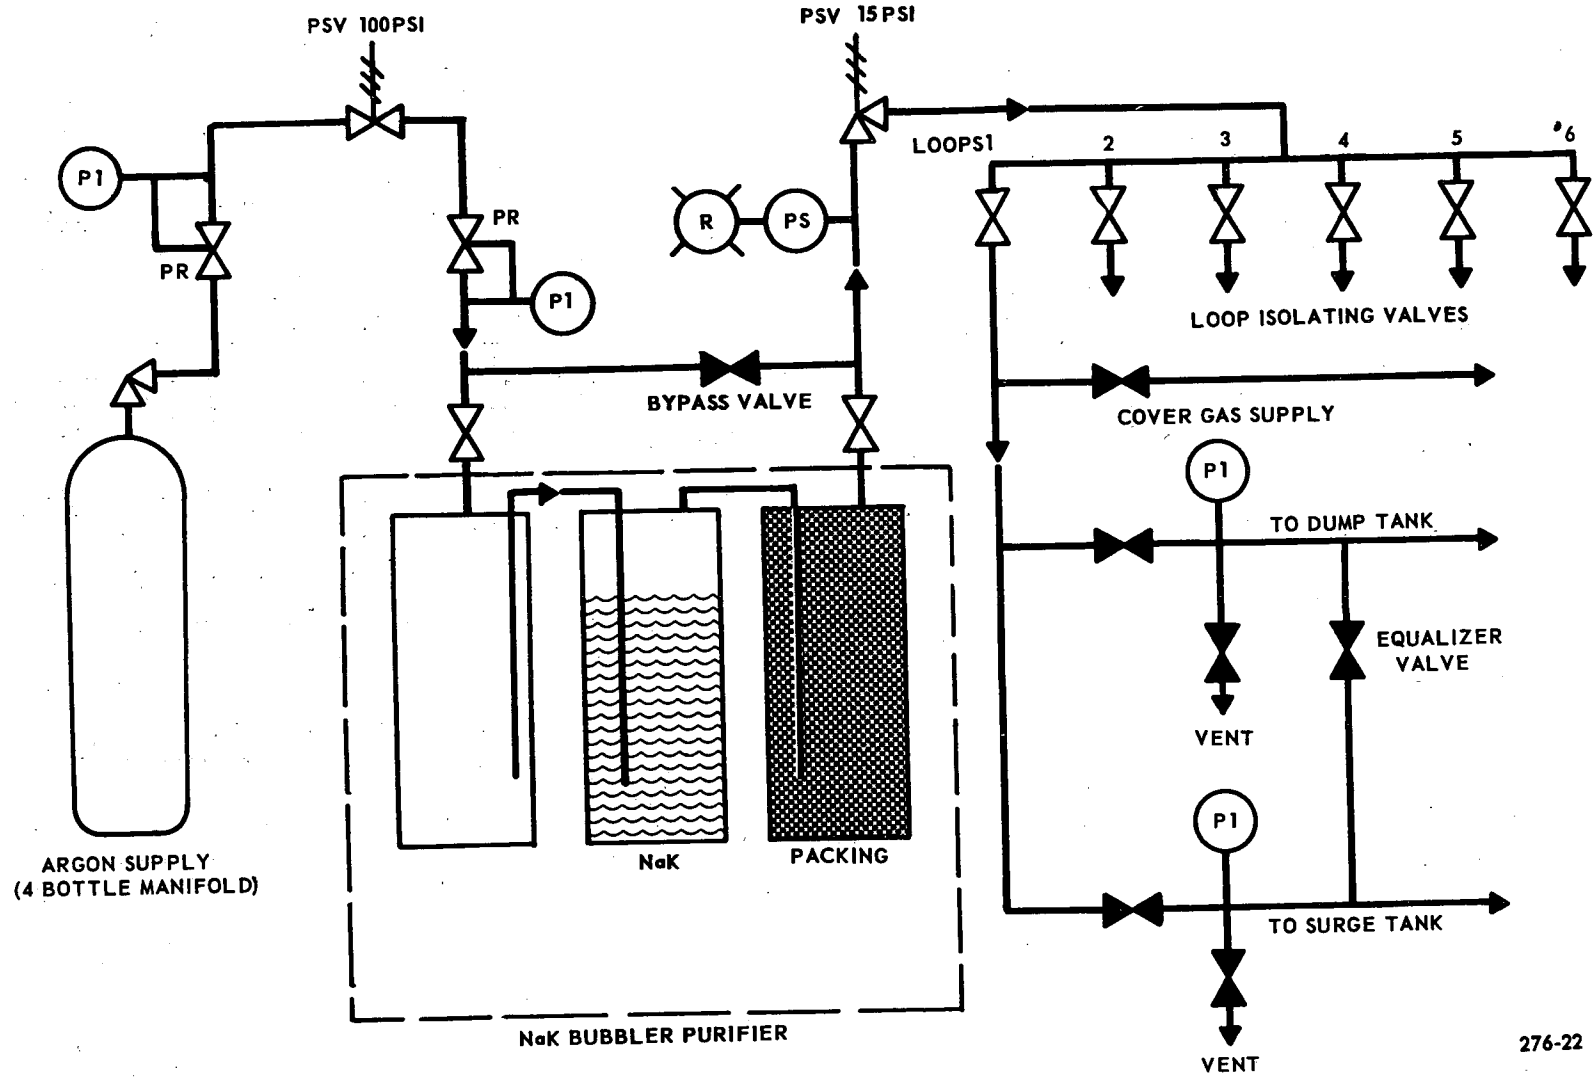 PSV 100PSI
PSV 15PSI
P1
PR
PR
P1
R
PS
LOOPS1
2
3
4
5
6
LOOP ISOLATING VALVES
BYPASS VALVE
COVER GAS SUPPLY
P1
TO DUMP TANK
EQUALIZER
VALVE
VENT
P1
TO SURGE TANK
VENT
ARGON SUPPLY
(4 BOTTLE MANIFOLD)
NaK
PACKING
NaK BUBBLER PURIFIER
276-22